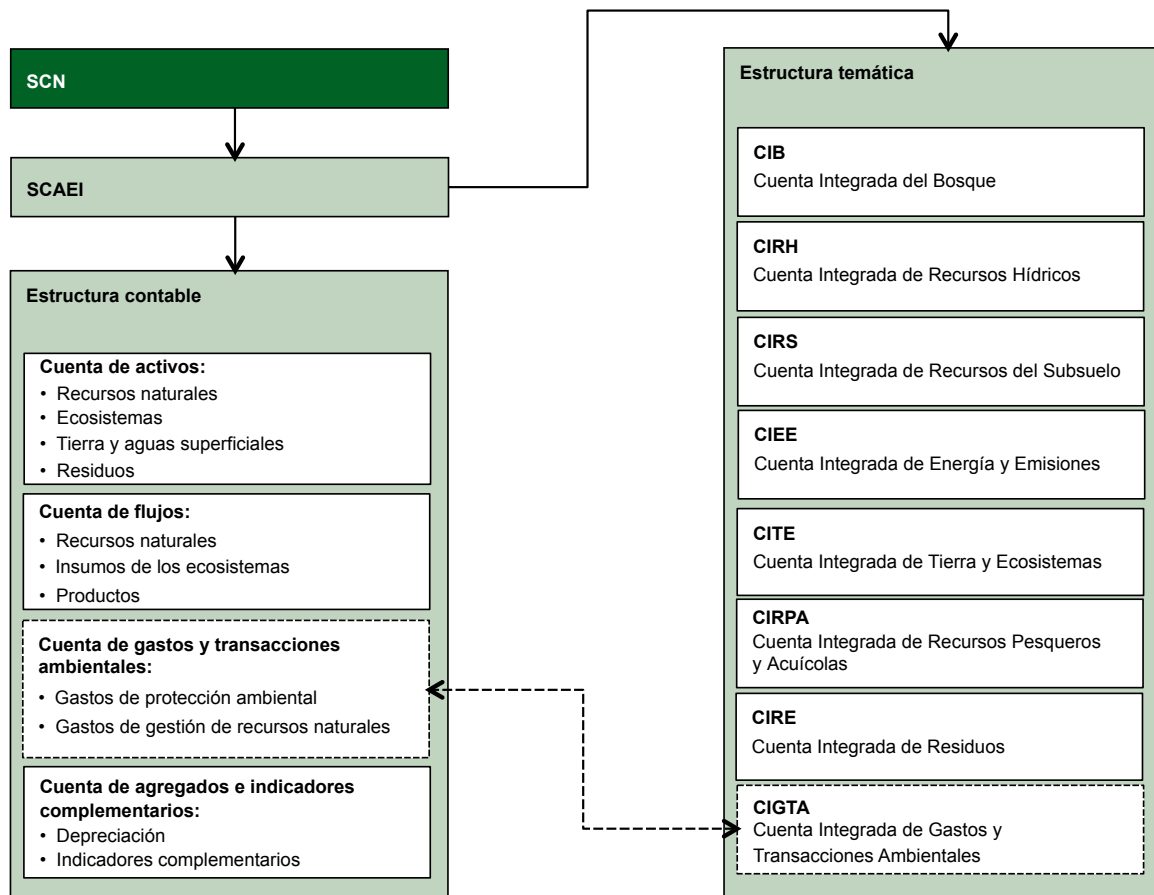 SCN
SCAEI
Estructura contable
Cuenta de activos:
• Recursos naturales
• Ecosistemas
• Tierra y aguas superficiales
• Residuos
Cuenta de flujos:
• Recursos naturales
• Insumos de los ecosistemas
• Productos
Cuenta de gastos y transacciones
ambientales:
• Gastos de protección ambiental
• Gastos de gestión de recursos naturales
Cuenta de agregados e indicadores
complementarios:
• Depreciación
• Indicadores complementarios
Estructura temática
CIB
Cuenta Integrada del Bosque
CIRH
Cuenta Integrada de Recursos Hídricos
CIRS
Cuenta Integrada de Recursos del Subsuelo
CIEE
Cuenta Integrada de Energía y Emisiones
CITE
Cuenta Integrada de Tierra y Ecosistemas
CIRPA
Cuenta Integrada de Recursos Pesqueros
y Acuícolas
CIRE
Cuenta Integrada de Residuos
CIGTA
Cuenta Integrada de Gastos y
Transacciones Ambientales